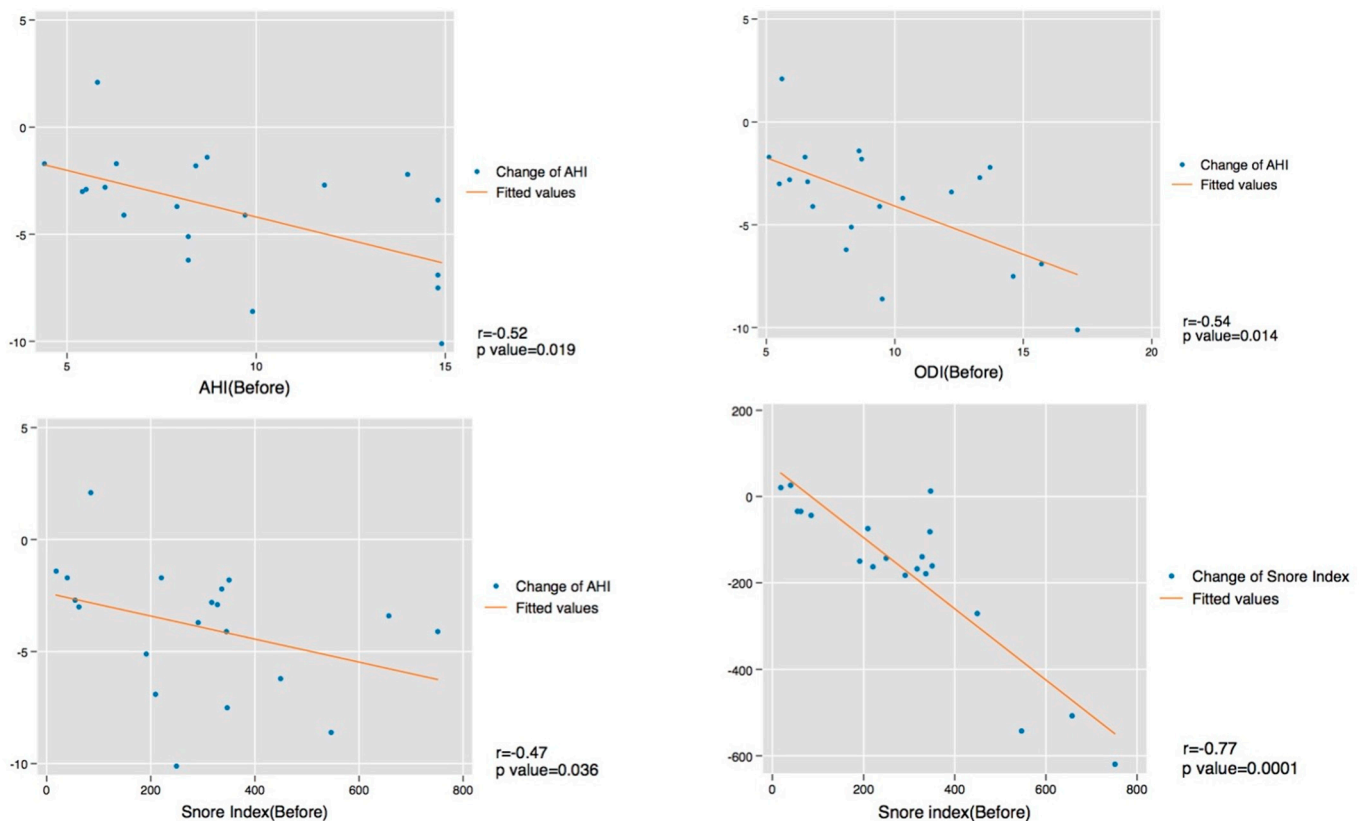 5
0
-5
-10
5
10
15
AHI(Before)
Change of AHI
Fitted values
r=-0.52
p value=0.019
5
0
-5
-10
5
10
15
20
ODI(Before)
Change of AHI
Fitted values
r=-0.54
p value=0.014
5
0
-5
-10
0
200
400
600
800
Snore Index(Before)
Change of AHI
Fitted values
r=-0.47
p value=0.036
200
0
-200
-400
-600
0
200
400
600
800
Snore index(Before)
Change of Snore Index
Fitted values
r=-0.77
p value=0.0001